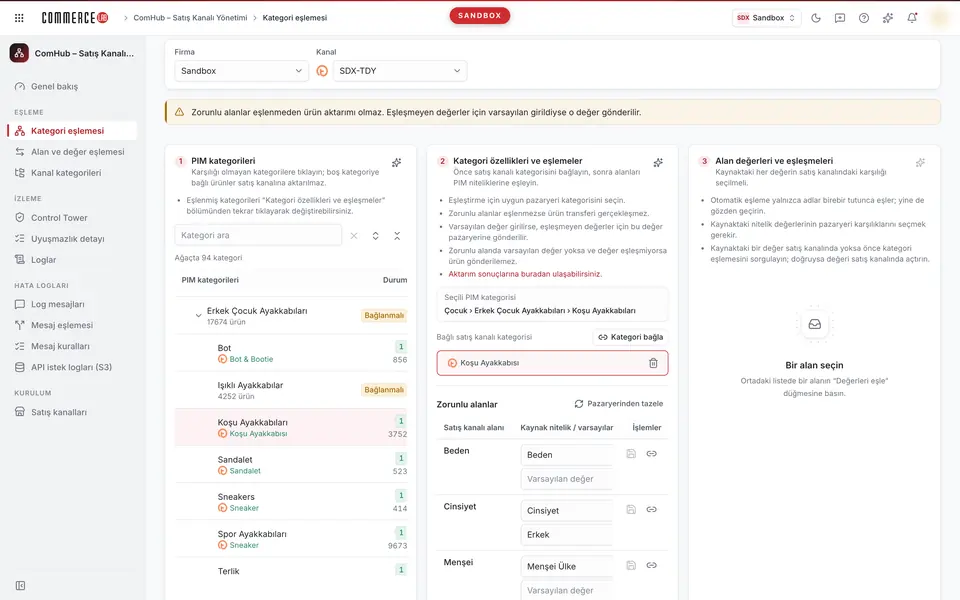 COMMERCE LAB
ComHub – Satış Kanalı Yönetimi
Kategori eşlemesi
SANDBOX
SDX Sandbox
ComHub – Satış Kanalı...
Genel bakış
EŞLEME
Kategori eşlemesi
Alan ve değer eşlemesi
Kanal kategorileri
İZLEME
Control Tower
Uyuşmazlık detayı
Loglar
HATA LOGLARI
Log mesajları
Mesaj eşlemesi
Mesaj kuralları
API istek logları (S3)
KURULUM
Satış kanalları
Firma
Kanal
Sandbox
SDX-TDY
Zorunlu alanlar eşlenmeden ürün aktarımı olmaz. Eşleşmeyen değerler için varsayılan girildiyse o değer gönderilir.
1 PIM kategorileri
Karşılığı olmayan kategorilere tıklayın; boş kategoriye
bağlı ürünler satış kanalına aktarılmaz.
• Eşlenmiş kategorileri "Kategori özellikleri ve eşlemeler"
bölümünden tekrar tıklayarak değiştirebilirsiniz.
Kategori ara
Ağaçta 94 kategori
PIM kategorileri
Durum
Erkek Çocuk Ayakkabıları
17674 ürün
Bağlanmalı
Bot
1
Bot & Bootie
856
Işıklı Ayakkabılar
4252 ürün
Bağlanmalı
Koşu Ayakkabıları
1
Koşu Ayakkabısı
3752
Sandalet
1
Sandalet
523
Sneakers
1
Sneaker
414
Spor Ayakkabıları
1
Sneaker
9673
Terlik
1
2 Kategori özellikleri ve eşlemeler
Önce satış kanalı kategorisini bağlayın, sonra alanları
PIM niteliklerine eşleyin.
• Eşleştirme için uygun pazaryeri kategorisini seçin.
• Zorunlu alanlar eşlenmezse ürün transferi gerçekleşmez.
• Varsayılan değer girilirse, eşleşmeyen değerler için bu değer
pazaryerine gönderilir.
• Zorunlu alanda varsayılan değer yoksa ve değer eşleşmiyorsa
ürün gönderilemez.
• Aktarım sonuçlarına buradan ulaşabilirsiniz.
Seçili PIM kategorisi
Çocuk › Erkek Çocuk Ayakkabıları › Koşu Ayakkabıları
Bağlı satış kanalı kategorisi
Kategori bağla
Koşu Ayakkabısı
Zorunlu alanlar
Pazaryerinden tazele
Satış kanalı alanı
Kaynak nitelik / varsayılar
İşlemler
Beden
Beden
Varsayılan değer
Cinsiyet
Cinsiyet
Erkek
Menşei
Menşei Ülke
Varsayılan değer
3 Alan değerleri ve eşleşmeleri
Kaynaktaki her değerin satış kanalındaki karşılığı
seçilmeli.
• Otomatik eşleme yalnızca adlar birebir tutunca eşler; yine de
gözden geçirin.
• Kaynaktaki nitelik değerlerinin pazaryeri karşılıklarını seçmek
gerekir.
• Kaynaktaki bir değer satış kanalında yoksa önce kategori
eşlemesini sorgulayın; doğruysa değeri satış kanalında açtırın.
Bir alan seçin
Ortadaki listede bir alanın "Değerleri eşle"
düğmesine basın.